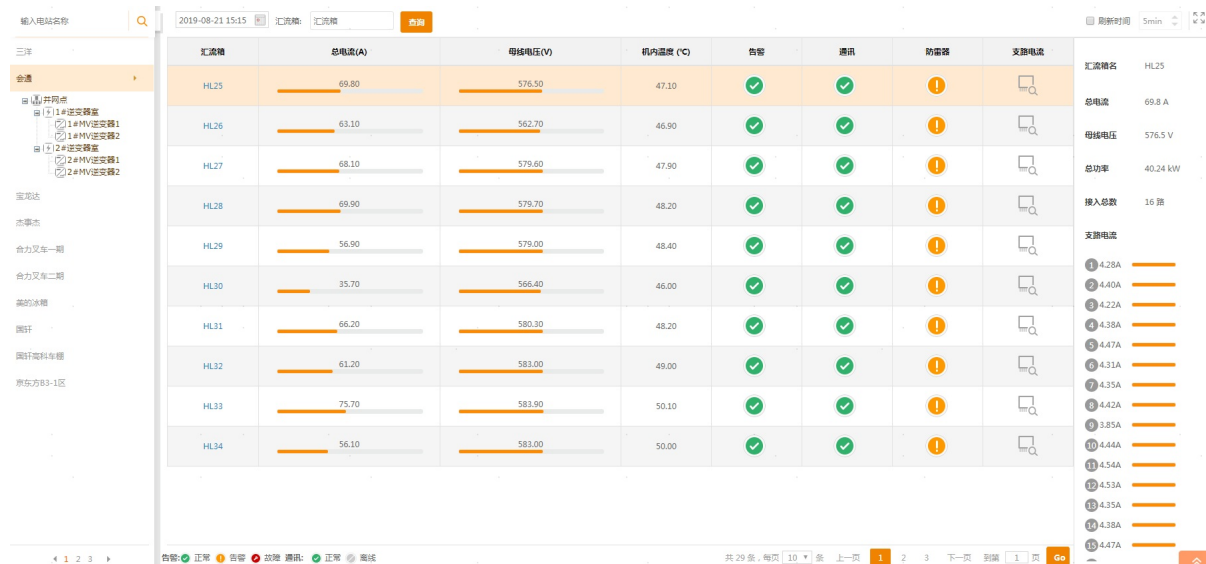 输入电站名称
2019-08-21 15:15 汇流箱: 汇流箱 查询
刷新时间 5min
三洋
会通
并网点
1#逆变器室
1#MV逆变器1
1#MV逆变器2
2#逆变器室
2#MV逆变器1
2#MV逆变器2
宝龙达
杰事杰
合力叉车一期
合力叉车二期
美的冰箱
国轩
国轩高科车棚
京东方B3-1区
1 2 3
汇流箱 总电流(A) 母线电压(V) 机内温度 (℃) 告警 通讯 防雷器 支路电流
HL25 69.80 576.50 47.10
HL26 63.10 562.70 46.90
HL27 68.10 579.60 47.90
HL28 69.90 579.70 48.20
HL29 56.90 579.00 48.40
HL30 35.70 566.40 46.00
HL31 66.20 580.30 48.20
HL32 61.20 583.00 49.00
HL33 75.70 583.90 50.10
HL34 56.10 583.00 50.00
告警: 正常 告警 故障 通讯: 正常 离线
共 29 条 , 每页 10 条 上一页 1 2 3 下一页 到第 1 页 Go
汇流箱名 HL25
总电流 69.8 A
母线电压 576.5 V
总功率 40.24 kW
接入总数 16 路
支路电流
1 4.28A
2 4.40A
3 4.22A
4 4.38A
5 4.47A
6 4.31A
7 4.35A
8 4.42A
9 3.85A
10 4.44A
11 4.54A
12 4.53A
13 4.35A
14 4.38A
15 4.47A